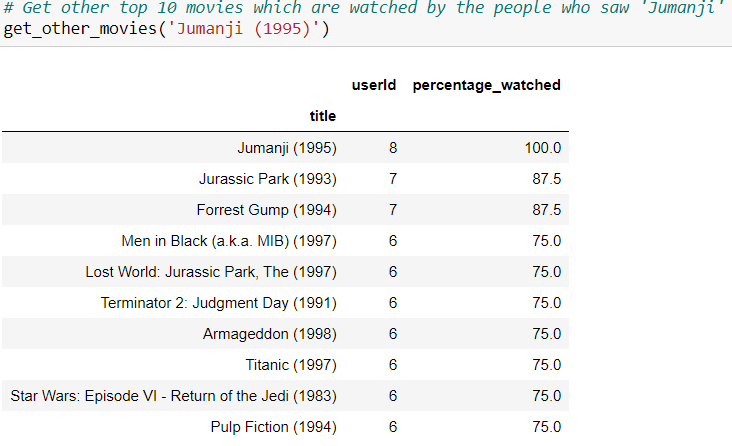 # Get other top 10 movies which are watched by the people who saw 'Jumanji'
get_other_movies('Jumanji (1995)')
userId percentage_watched
title
Jumanji (1995) 8 100.0
Jurassic Park (1993) 7 87.5
Forrest Gump (1994) 7 87.5
Men in Black (a.k.a. MIB) (1997) 6 75.0
Lost World: Jurassic Park, The (1997) 6 75.0
Terminator 2: Judgment Day (1991) 6 75.0
Armageddon (1998) 6 75.0
Titanic (1997) 6 75.0
Star Wars: Episode VI - Return of the Jedi (1983) 6 75.0
Pulp Fiction (1994) 6 75.0